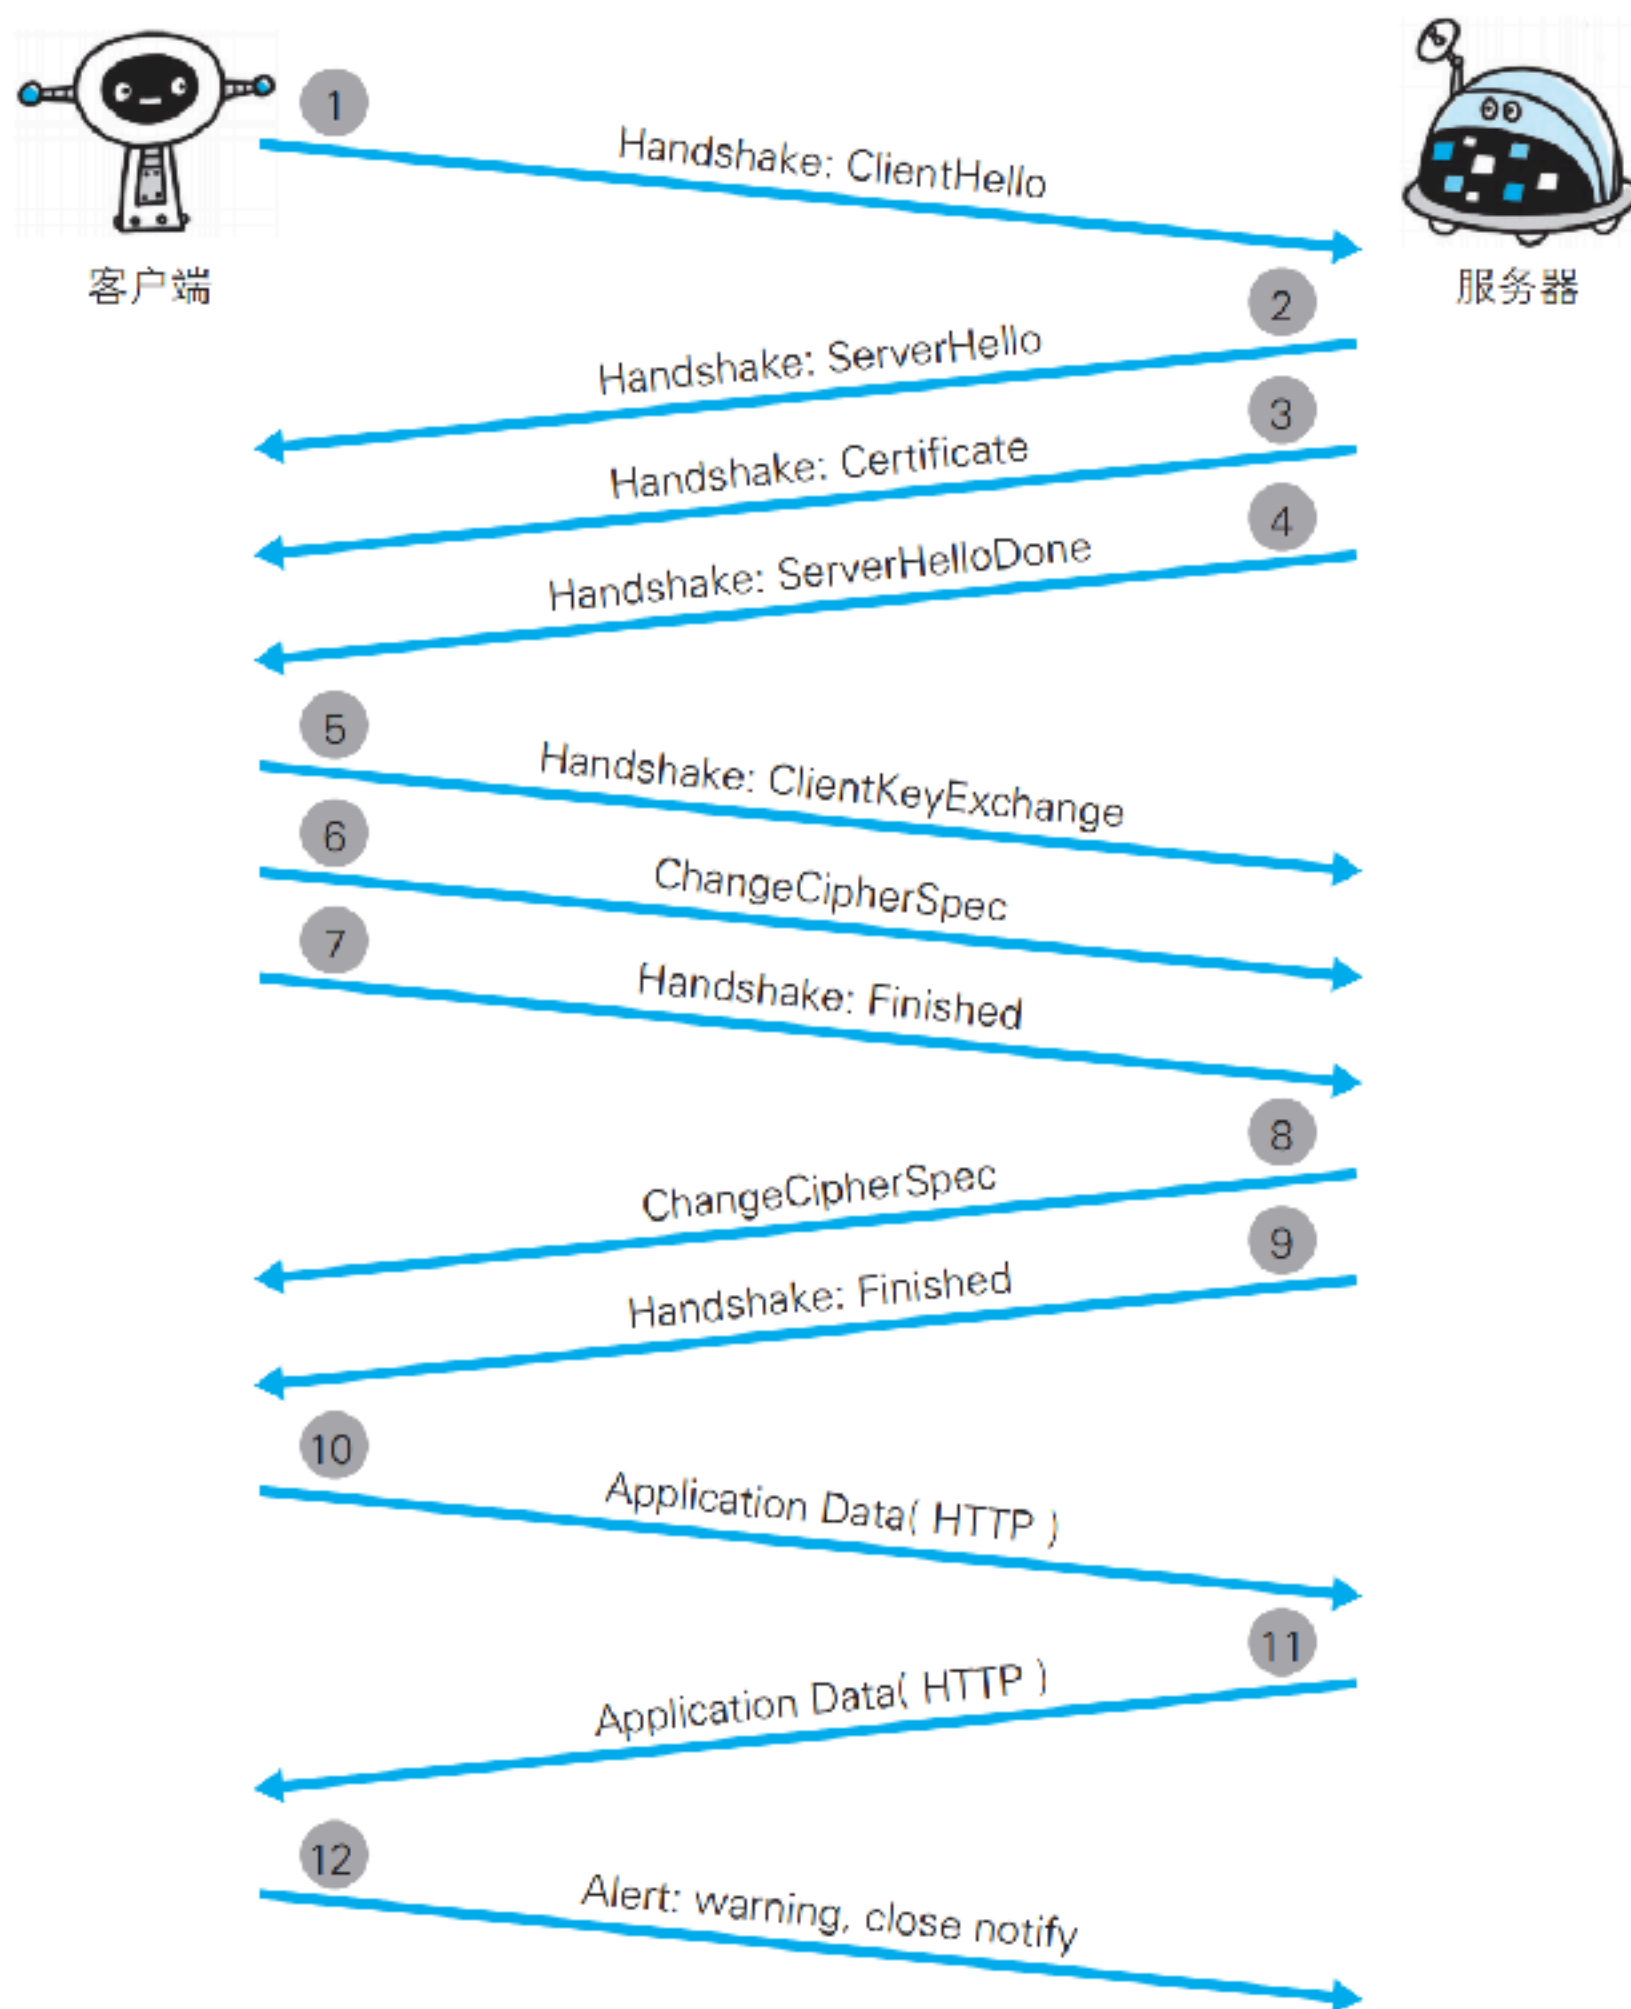 1
Handshake: ClientHello
客户端
服务器
2
Handshake: ServerHello
3
Handshake: Certificate
4
Handshake: ServerHelloDone
5
Handshake: ClientKeyExchange
6
ChangeCipherSpec
7
Handshake: Finished
8
ChangeCipherSpec
9
Handshake: Finished
10
Application Data( HTTP )
11
Application Data( HTTP )
12
Alert: warning, close notify